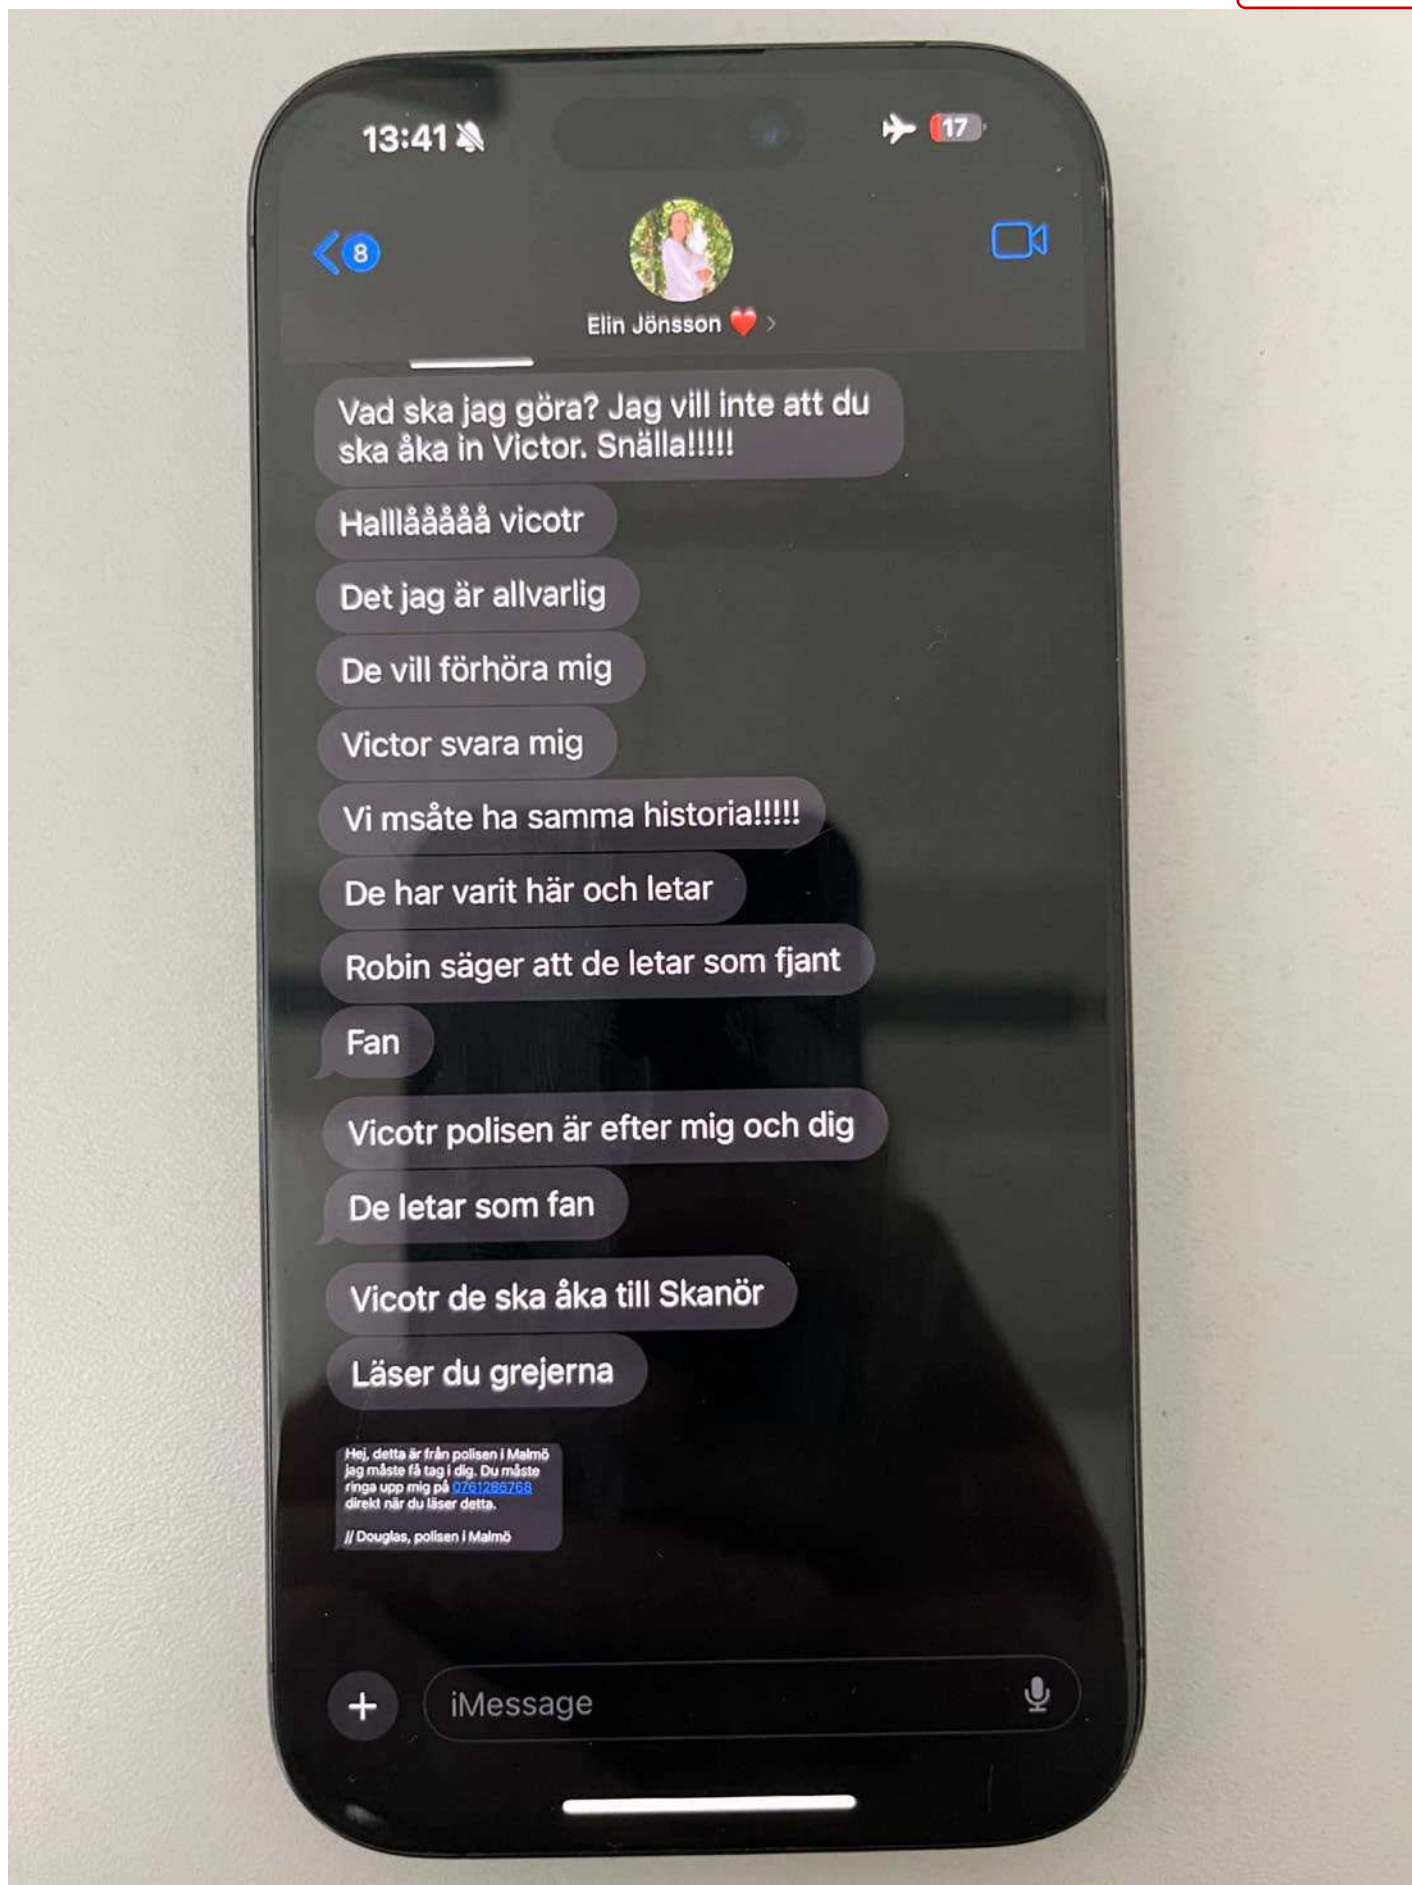 13:41
17
8
Elin Jönsson ❤️ >
Vad ska jag göra? Jag vill inte att du
ska åka in Victor. Snälla!!!!!
Halllååååå vicotr
Det jag är allvarlig
De vill förhöra mig
Victor svara mig
Vi msåte ha samma historia!!!!!
De har varit här och letar
Robin säger att de letar som fjant
Fan
Vicotr polisen är efter mig och dig
De letar som fan
Vicotr de ska åka till Skanör
Läser du grejerna
Hej, detta är från polisen i Malmö
jag måste få tag i dig. Du måste
ringa upp mig på 0761286768
direkt när du läser detta.
// Douglas, polisen i Malmö
iMessage